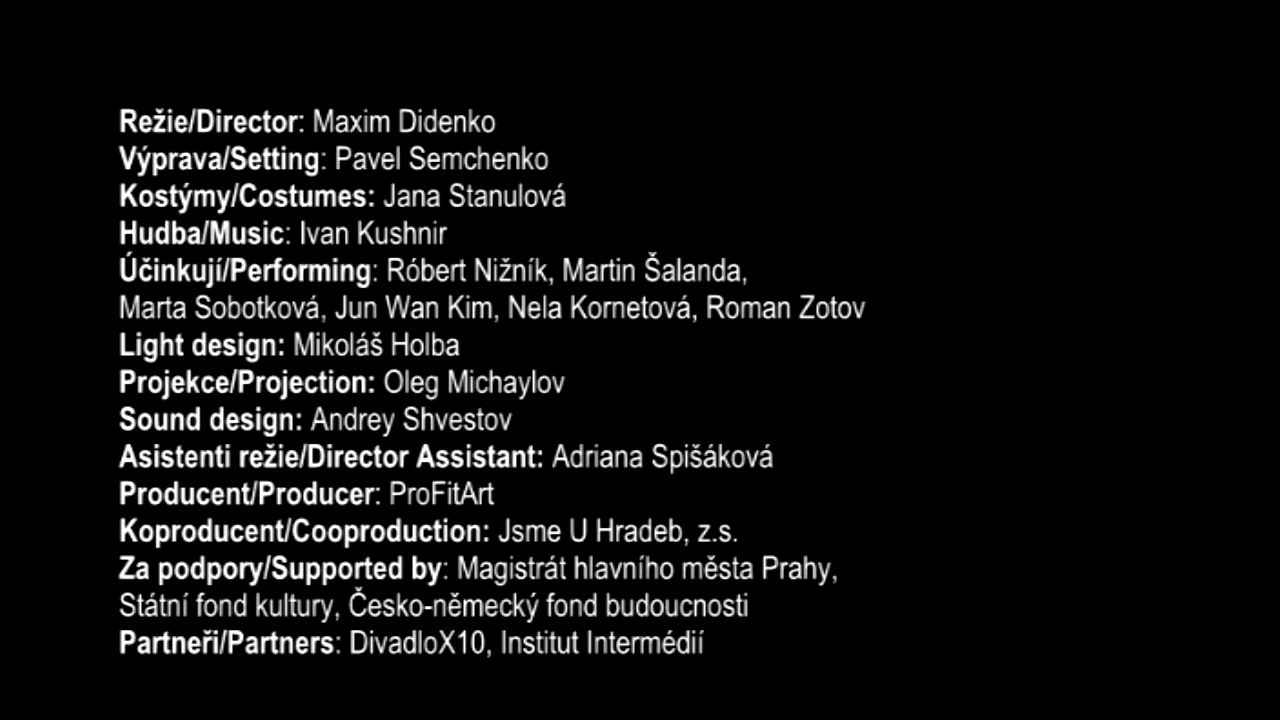 Režie/Director: Maxim Didenko
Výprava/Setting: Pavel Semchenko
Kostýmy/Costumes: Jana Stanulová
Hudba/Music: Ivan Kushnir
Účinkují/Performing: Róbert Nižník, Martin Šalanda,
Marta Sobotková, Jun Wan Kim, Nela Kornetová, Roman Zotov
Light design: Mikoláš Holba
Projekce/Projection: Oleg Michaylov
Sound design: Andrey Shvestov
Asistenti režie/Director Assistant: Adriana Spišáková
Producent/Producer: ProFitArt
Koproducent/Cooproduction: Jsme U Hradeb, z.s.
Za podpory/Supported by: Magistrát hlavního města Prahy,
Státní fond kultury, Česko-německý fond budoucnosti
Partneři/Partners: DivadloX10, Institut Intermédií